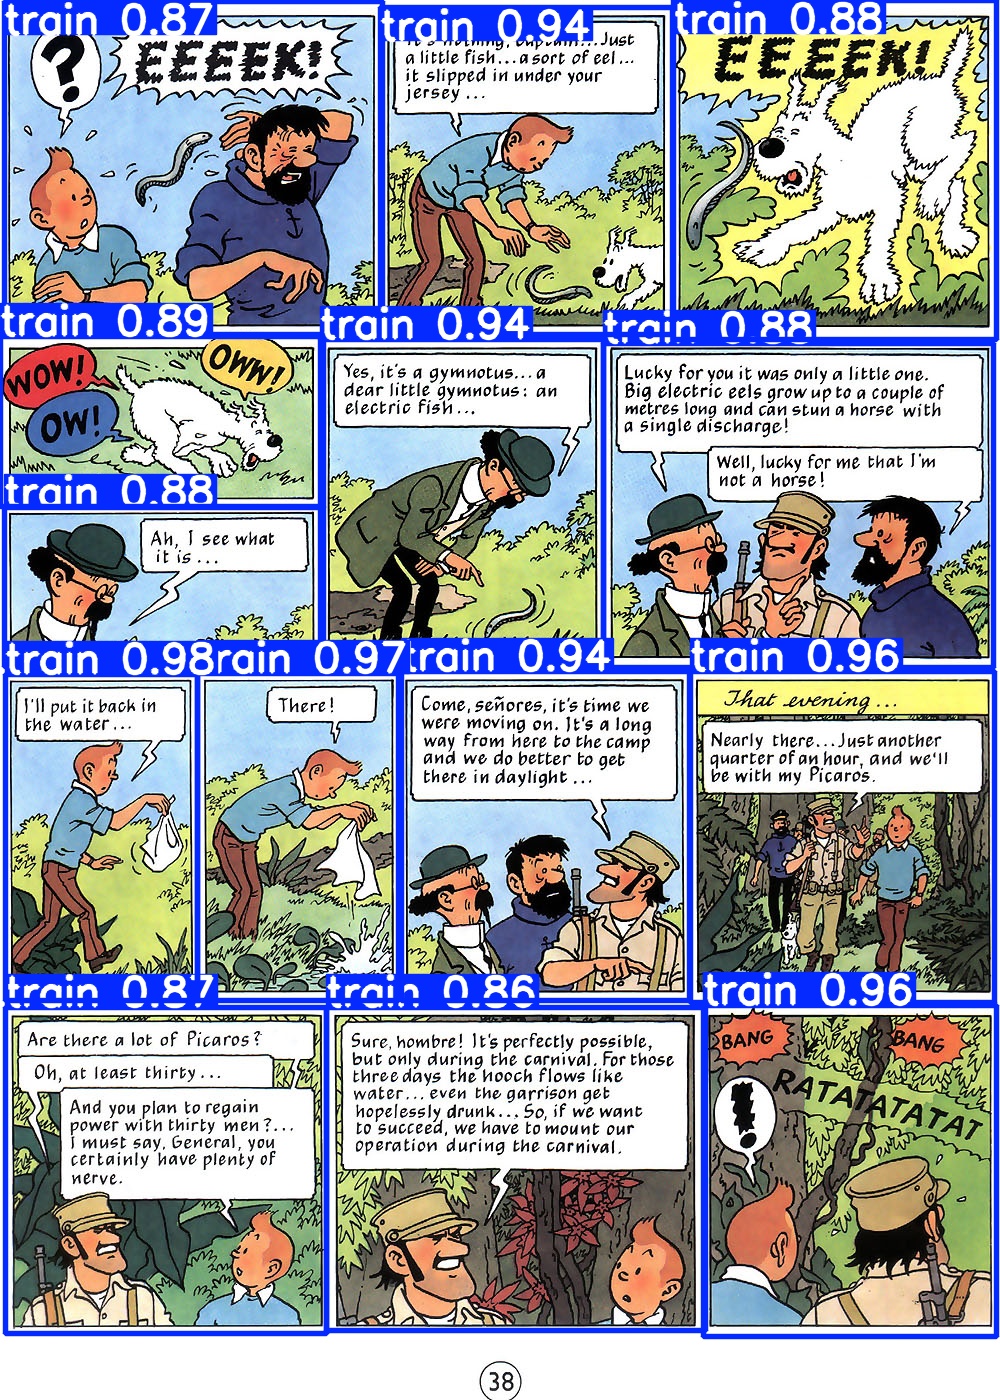 train 0.87
?
EEEEK!
train 0.94
It's nothing, captain...Just
a little fish...a sort of eel...
it slipped in under your
jersey...
train 0.88
EEEEEK!
train 0.89
WOW!
OWW!
OW!
train 0.88
Ah, I see what
it is...
train 0.94
Yes, it's a gymnotus... a
dear little gymnotus: an
electric fish...
train 0.88
Lucky for you it was only a little one.
Big electric eels grow up to a couple of
metres long and can stun a horse with
a single discharge!
Well, lucky for me that I'm
not a horse!
train 0.98
I'll put it back in
the water...
rain 0.97
There!
train 0.94
Come, señores, it's time we
were moving on. It's a long
way from here to the camp
and we do better to get
there in daylight...
train 0.96
That evening...
Nearly there...Just another
quarter of an hour, and we'll
be with my Picaros.
train 0.87
Are there a lot of Picaros?
Oh, at least thirty...
And you plan to regain
power with thirty men?...
I must say, General, you
certainly have plenty of
nerve.
train 0.86
Sure, hombre! It's perfectly possible,
but only during the carnival. For those
three days the hooch flows like
water... even the garrison get
hopelessly drunk... So, if we want
to succeed, we have to mount our
operation during the carnival.
train 0.96
BANG
BANG
RATATATATAT
!
38